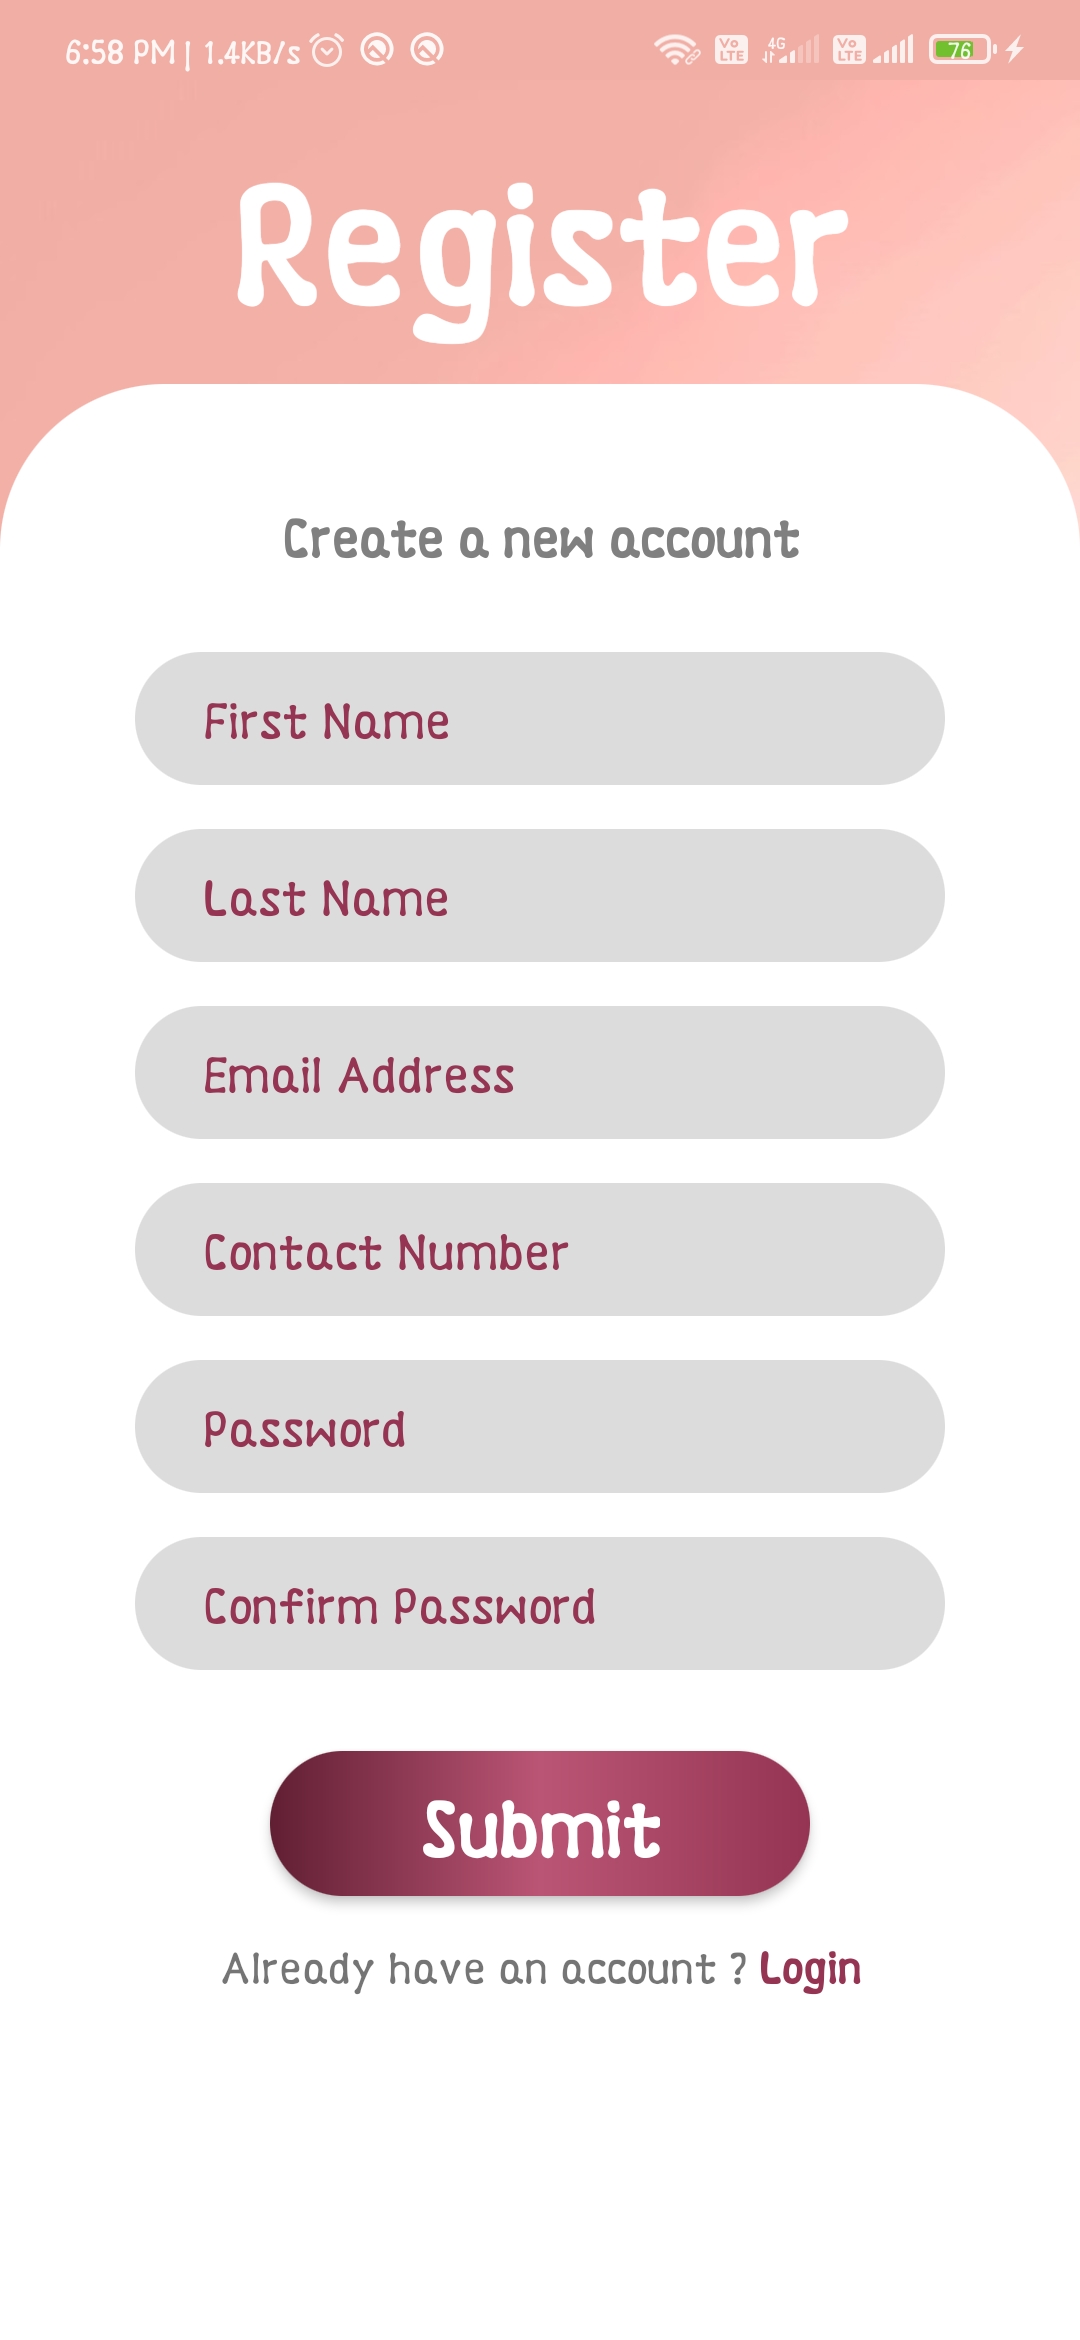 6:58 PM | 1.4KB/s Vo LTE 4G Vo LTE 76
Register
Create a new account
First Name
Last Name
Email Address
Contact Number
Password
Confirm Password
Submit
Already have an account ? Login